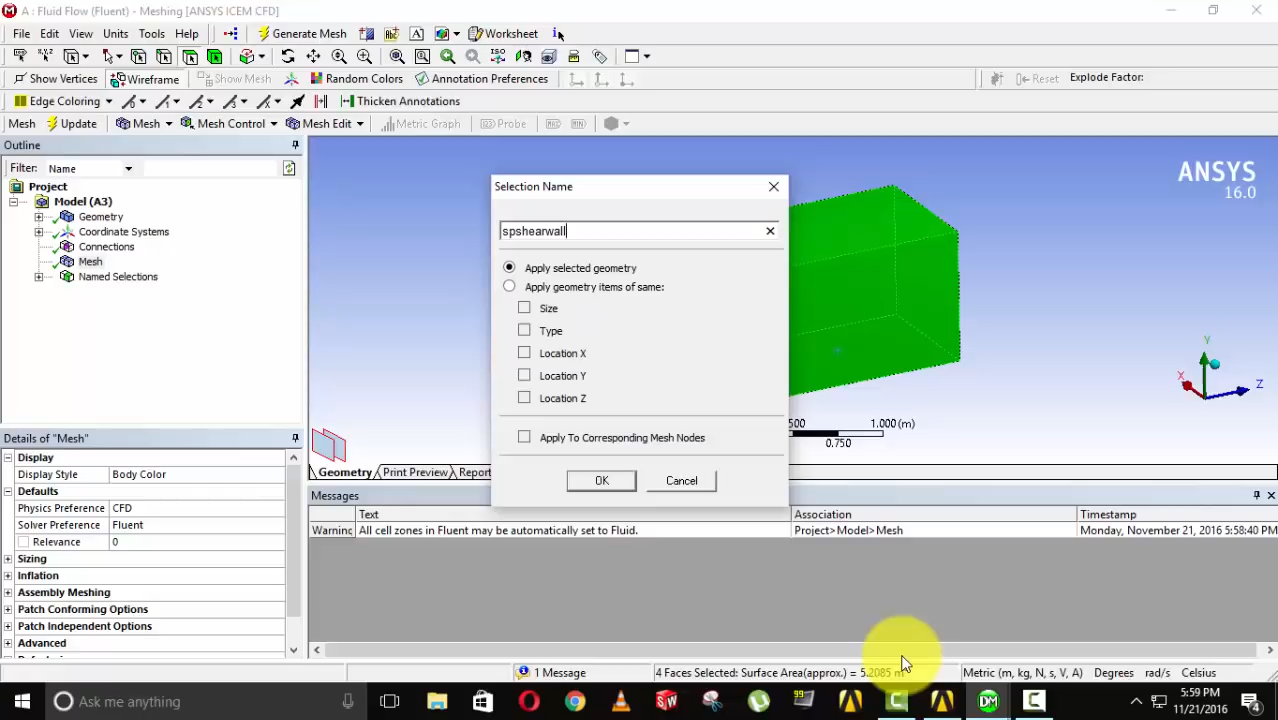 A : Fluid Flow (Fluent) - Meshing [ANSYS ICEM CFD]
File Edit View Units Tools Help Generate Mesh A Worksheet i
Show Vertices Wireframe Show Mesh Random Colors Annotation Preferences Reset Explode Factor:
Edge Coloring Thicken Annotations
Mesh Update Mesh Mesh Control Mesh Edit Metric Graph Probe MAX MIN
Outline
Filter: Name
Project
Model (A3)
Geometry
Coordinate Systems
Connections
Mesh
Named Selections
ANSYS
16.0
Selection Name
spshearwall
Apply selected geometry
Apply geometry items of same:
Size
Type
Location X
Location Y
Location Z
Apply To Corresponding Mesh Nodes
OK Cancel
Y
X
Z
500 1.000 (m)
0.750
Geometry Print Preview Report
Details of "Mesh"
Display
Display Style Body Color
Defaults
Physics Preference CFD
Solver Preference Fluent
Relevance 0
Sizing
Inflation
Assembly Meshing
Patch Conforming Options
Patch Independent Options
Advanced
Messages
Text Association Timestamp
Warning All cell zones in Fluent may be automatically set to Fluid. Project>Model>Mesh Monday, November 21, 2016 5:58:40 PM
1 Message 4 Faces Selected: Surface Area(approx.) = 5.2085 m Metric (m, kg, N, s, V, A) Degrees rad/s Celsius
Ask me anything
99
DM
5:59 PM
11/21/2016
4